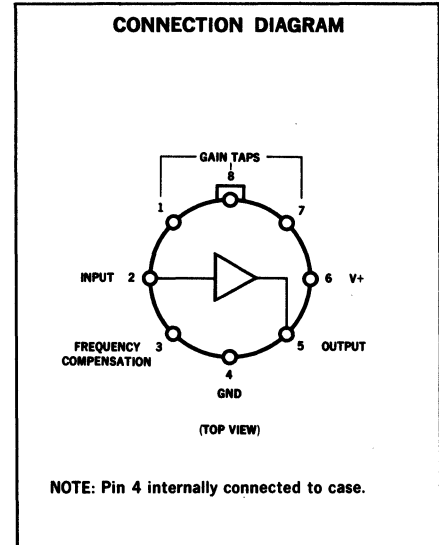 CONNECTION DIAGRAM
GAIN TAPS
8
1
7
INPUT 2
6 V+
FREQUENCY
COMPENSATION
3
5 OUTPUT
4
GND
(TOP VIEW)
NOTE: Pin 4 internally connected to case.